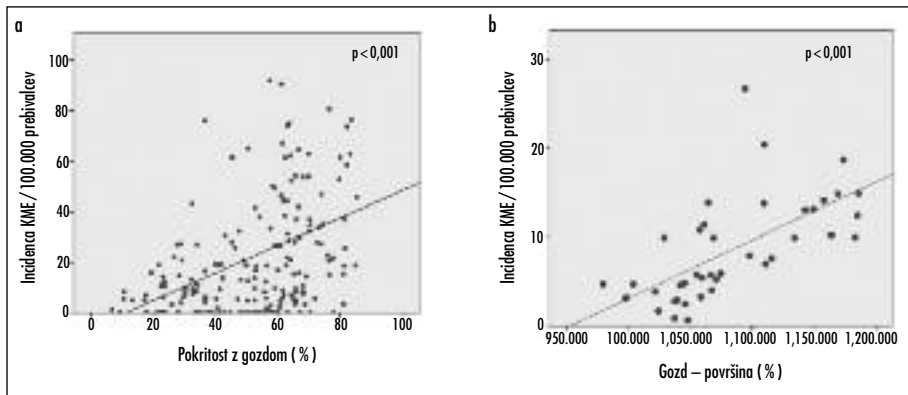 a
p < 0,001
Incidenca KME / 100.000 prebivalcev
100
80
60
40
20
0
0 20 40 60 80 100
Pokritost z gozdom ( % )
b
p < 0,001
Incidenca KME / 100.000 prebivalcev
30
20
10
0
950.000 100.000 1,050.000 1,100.000 1,150.000 1,200.000
Gozd – površina ( % )